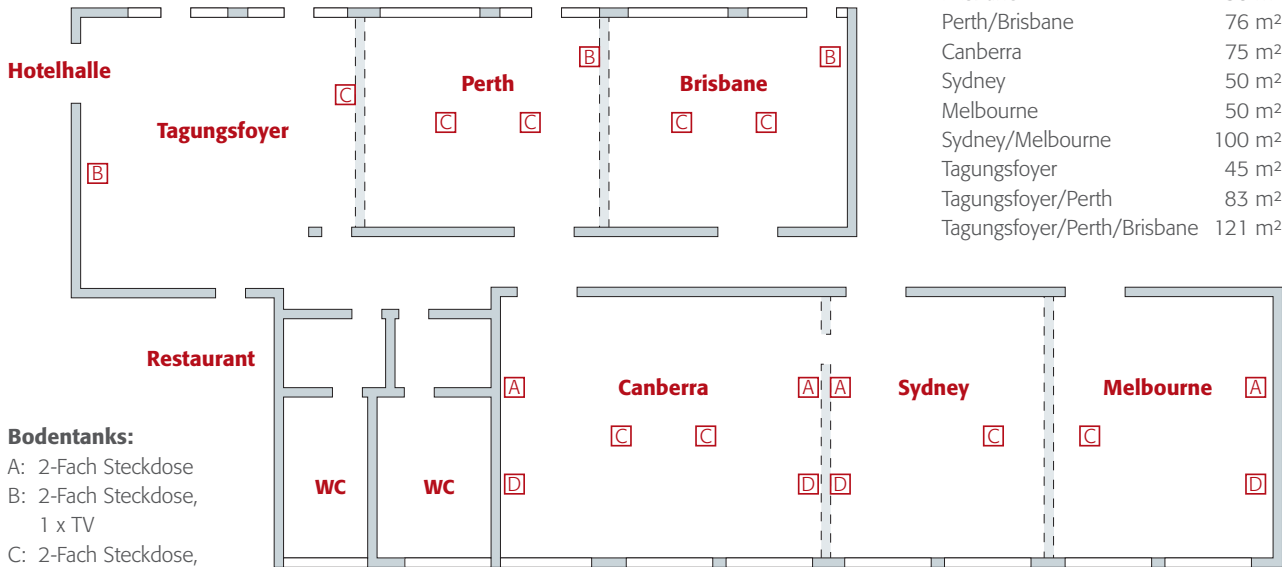 Perth/Brisbane 76 m²
Canberra 75 m²
Sydney 50 m²
Melbourne 50 m²
Sydney/Melbourne 100 m²
Tagungsfoyer 45 m²
Tagungsfoyer/Perth 83 m²
Tagungsfoyer/Perth/Brisbane 121 m²
B B
Hotelhalle Perth Brisbane
C
C C C C
Tagungsfoyer
B
Restaurant
A Canberra A A Sydney Melbourne A
C C C C
D D D D
WC WC
Bodentanks:
A: 2-Fach Steckdose
B: 2-Fach Steckdose,
1 x TV
C: 2-Fach Steckdose,